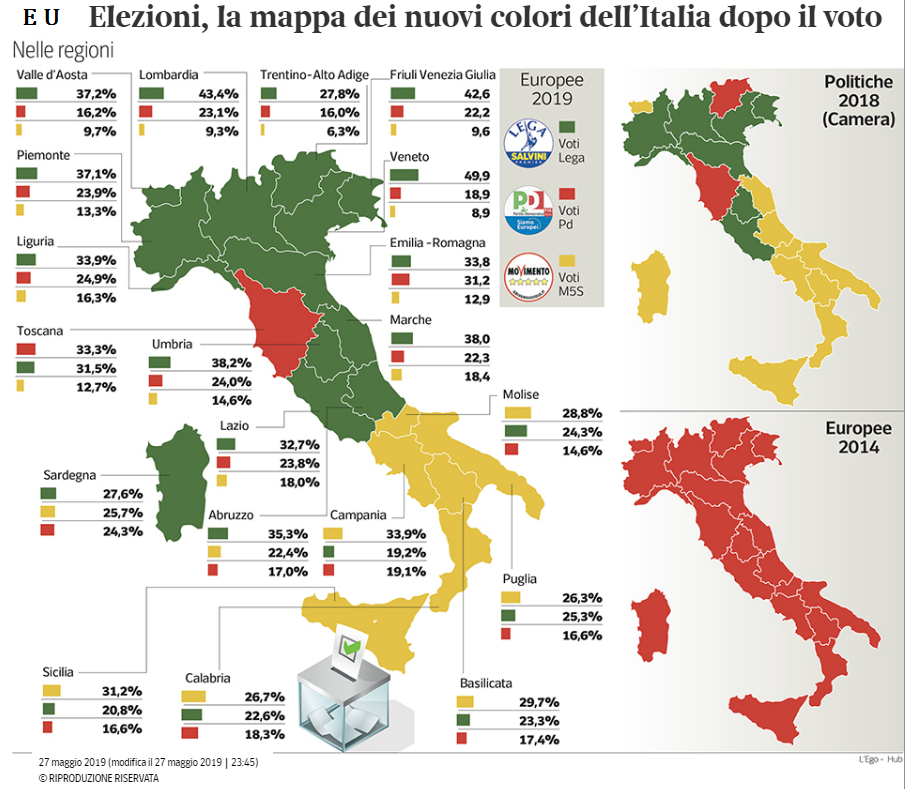 E U Elezioni, la mappa dei nuovi colori dell'Italia dopo il voto
Nelle regioni
Valle d'Aosta
37,2%
16,2%
9,7%
Lombardia
43,4%
23,1%
9,3%
Trentino-Alto Adige
27,8%
16,0%
6,3%
Friuli Venezia Giulia
42,6
22,2
9,6
Piemonte
37,1%
23,9%
13,3%
Veneto
49,9
18,9
8,9
Liguria
33,9%
24,9%
16,3%
Emilia -Romagna
33,8
31,2
12,9
Toscana
33,3%
31,5%
12,7%
Umbria
38,2%
24,0%
14,6%
Marche
38,0
22,3
18,4
Lazio
32,7%
23,8%
18,0%
Molise
28,8%
24,3%
14,6%
Sardegna
27,6%
25,7%
24,3%
Abruzzo
35,3%
22,4%
17,0%
Campania
33,9%
19,2%
19,1%
Puglia
26,3%
25,3%
16,6%
Sicilia
31,2%
20,8%
16,6%
Calabria
26,7%
22,6%
18,3%
Basilicata
29,7%
23,3%
17,4%
Europee
2019
LEGA
SALVINI
PREMIER
Voti
Lega
PD
Partito Democratico
Siamo
Europei
Voti
Pd
MOVIMENTO
Voti
M5S
Politiche
2018
(Camera)
Europee
2014
27 maggio 2019 (modifica il 27 maggio 2019 | 23:45)
© RIPRODUZIONE RISERVATA
L'Ego - Hub